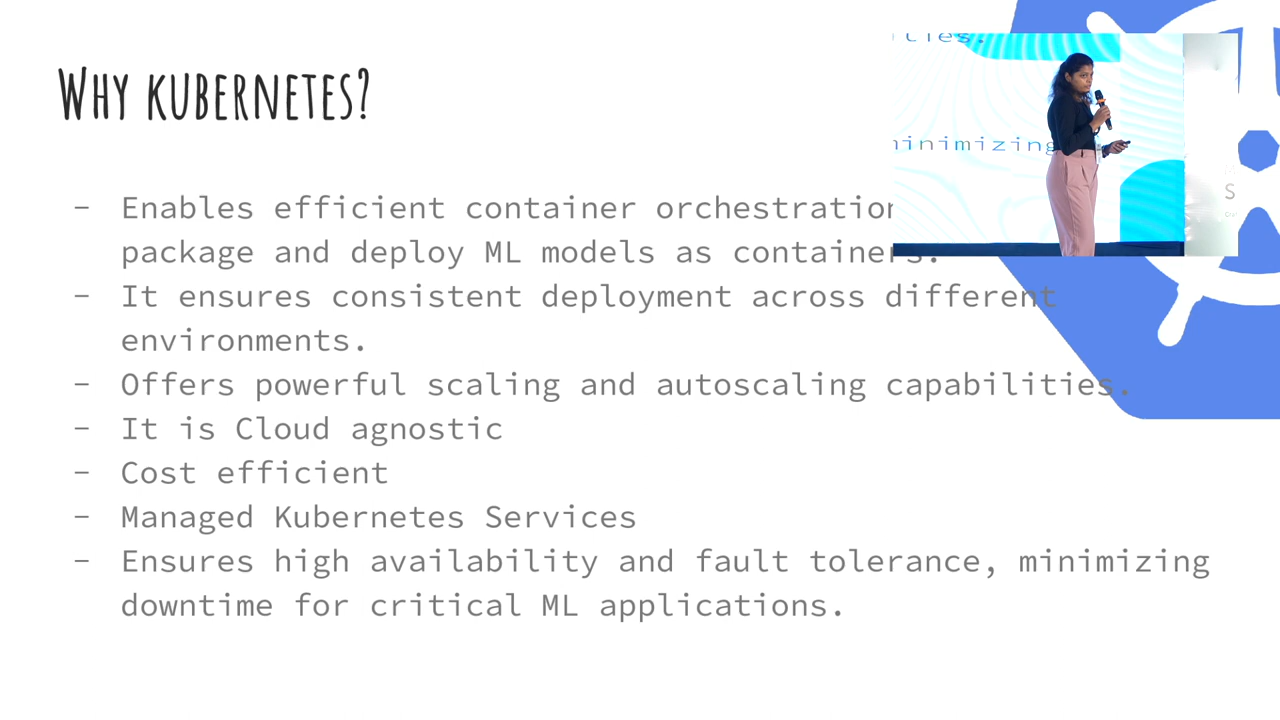 WHY KUBERNETES?
- Enables efficient container orchestration
package and deploy ML models as containers.
- It ensures consistent deployment across different
environments.
- Offers powerful scaling and autoscaling capabilities.
- It is Cloud agnostic
- Cost efficient
- Managed Kubernetes Services
- Ensures high availability and fault tolerance, minimizing
downtime for critical ML applications.
minimizing